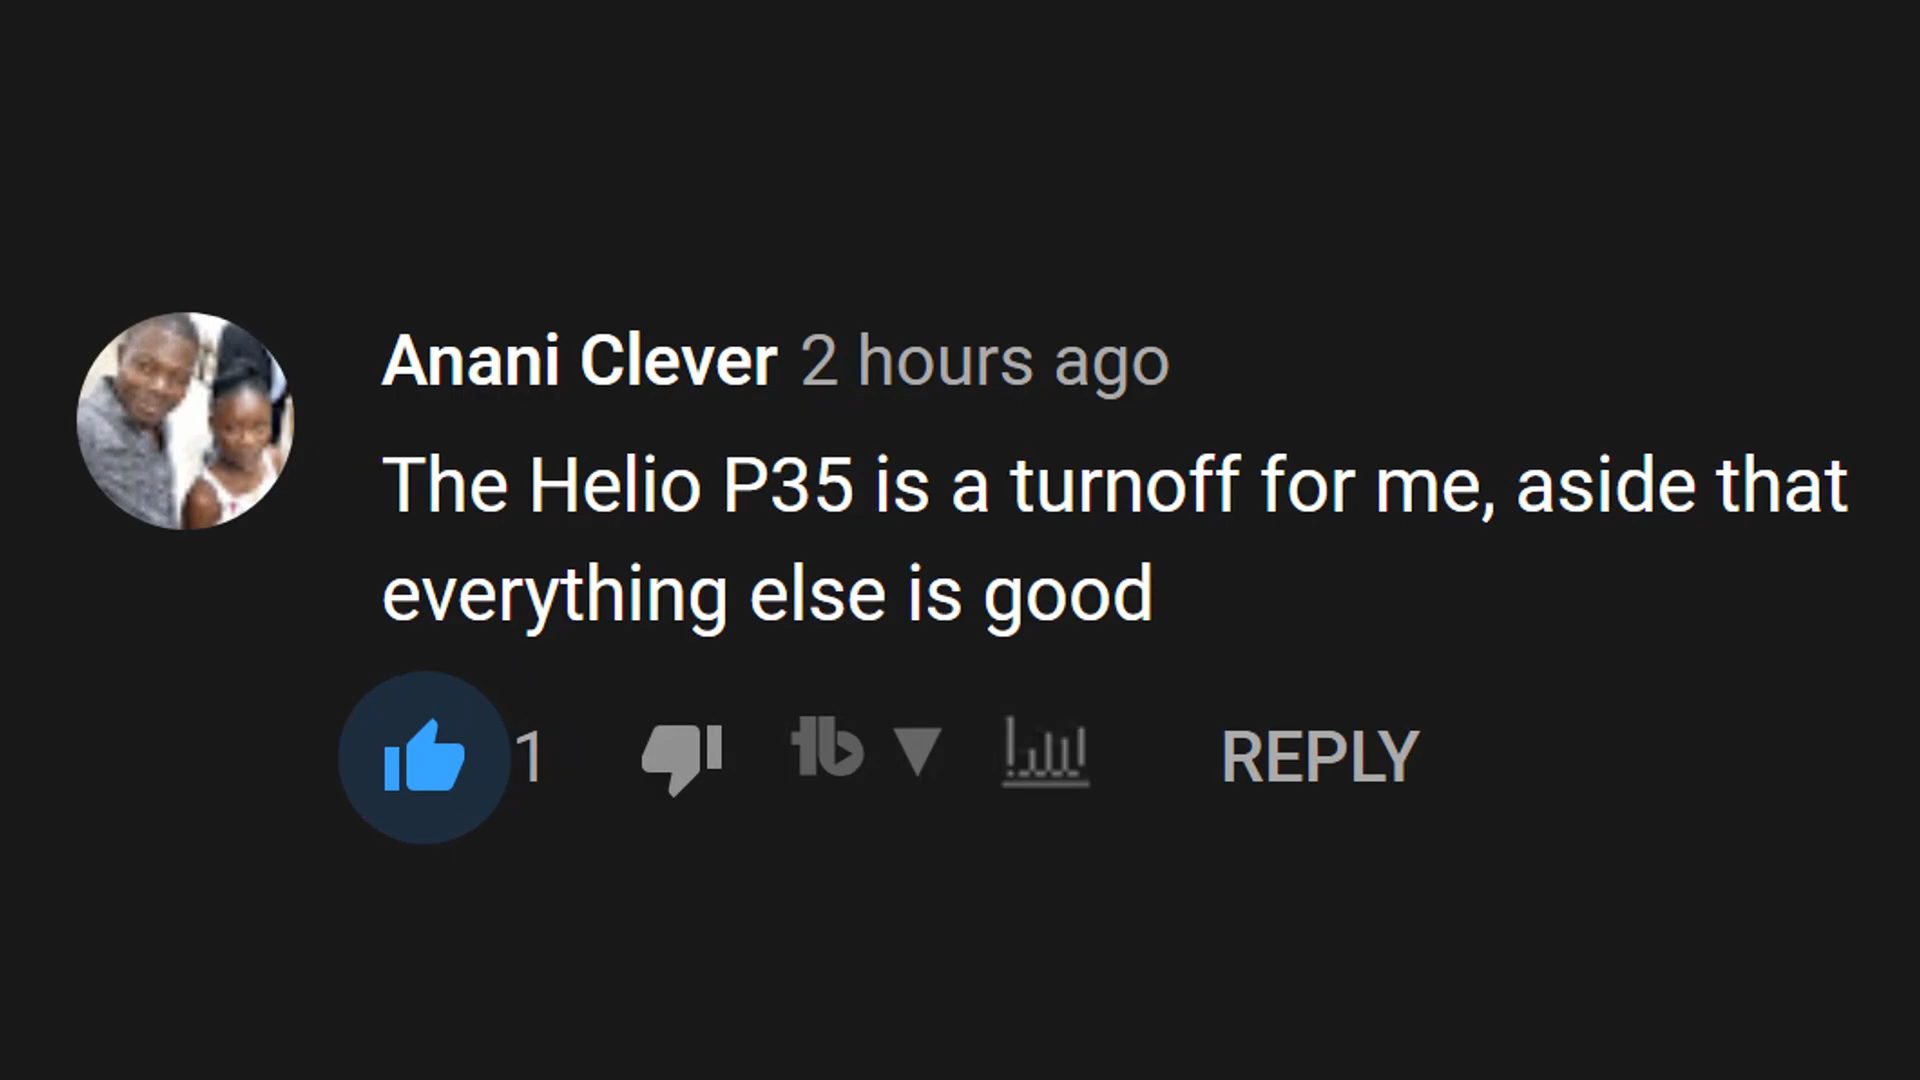 Anani Clever 2 hours ago
The Helio P35 is a turnoff for me, aside that
everything else is good
1 tb REPLY